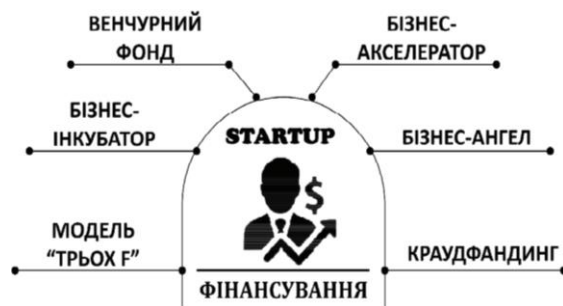 ВЕНЧУРНИЙ
ФОНД
БІЗНЕС-
АКСЕЛЕРАТОР
БІЗНЕС-
ІНКУБАТОР
STARTUP
$
БІЗНЕС-АНГЕЛ
МОДЕЛЬ
“ТРЬОХ F”
КРАУДФАНДИНГ
ФІНАНСУВАННЯ